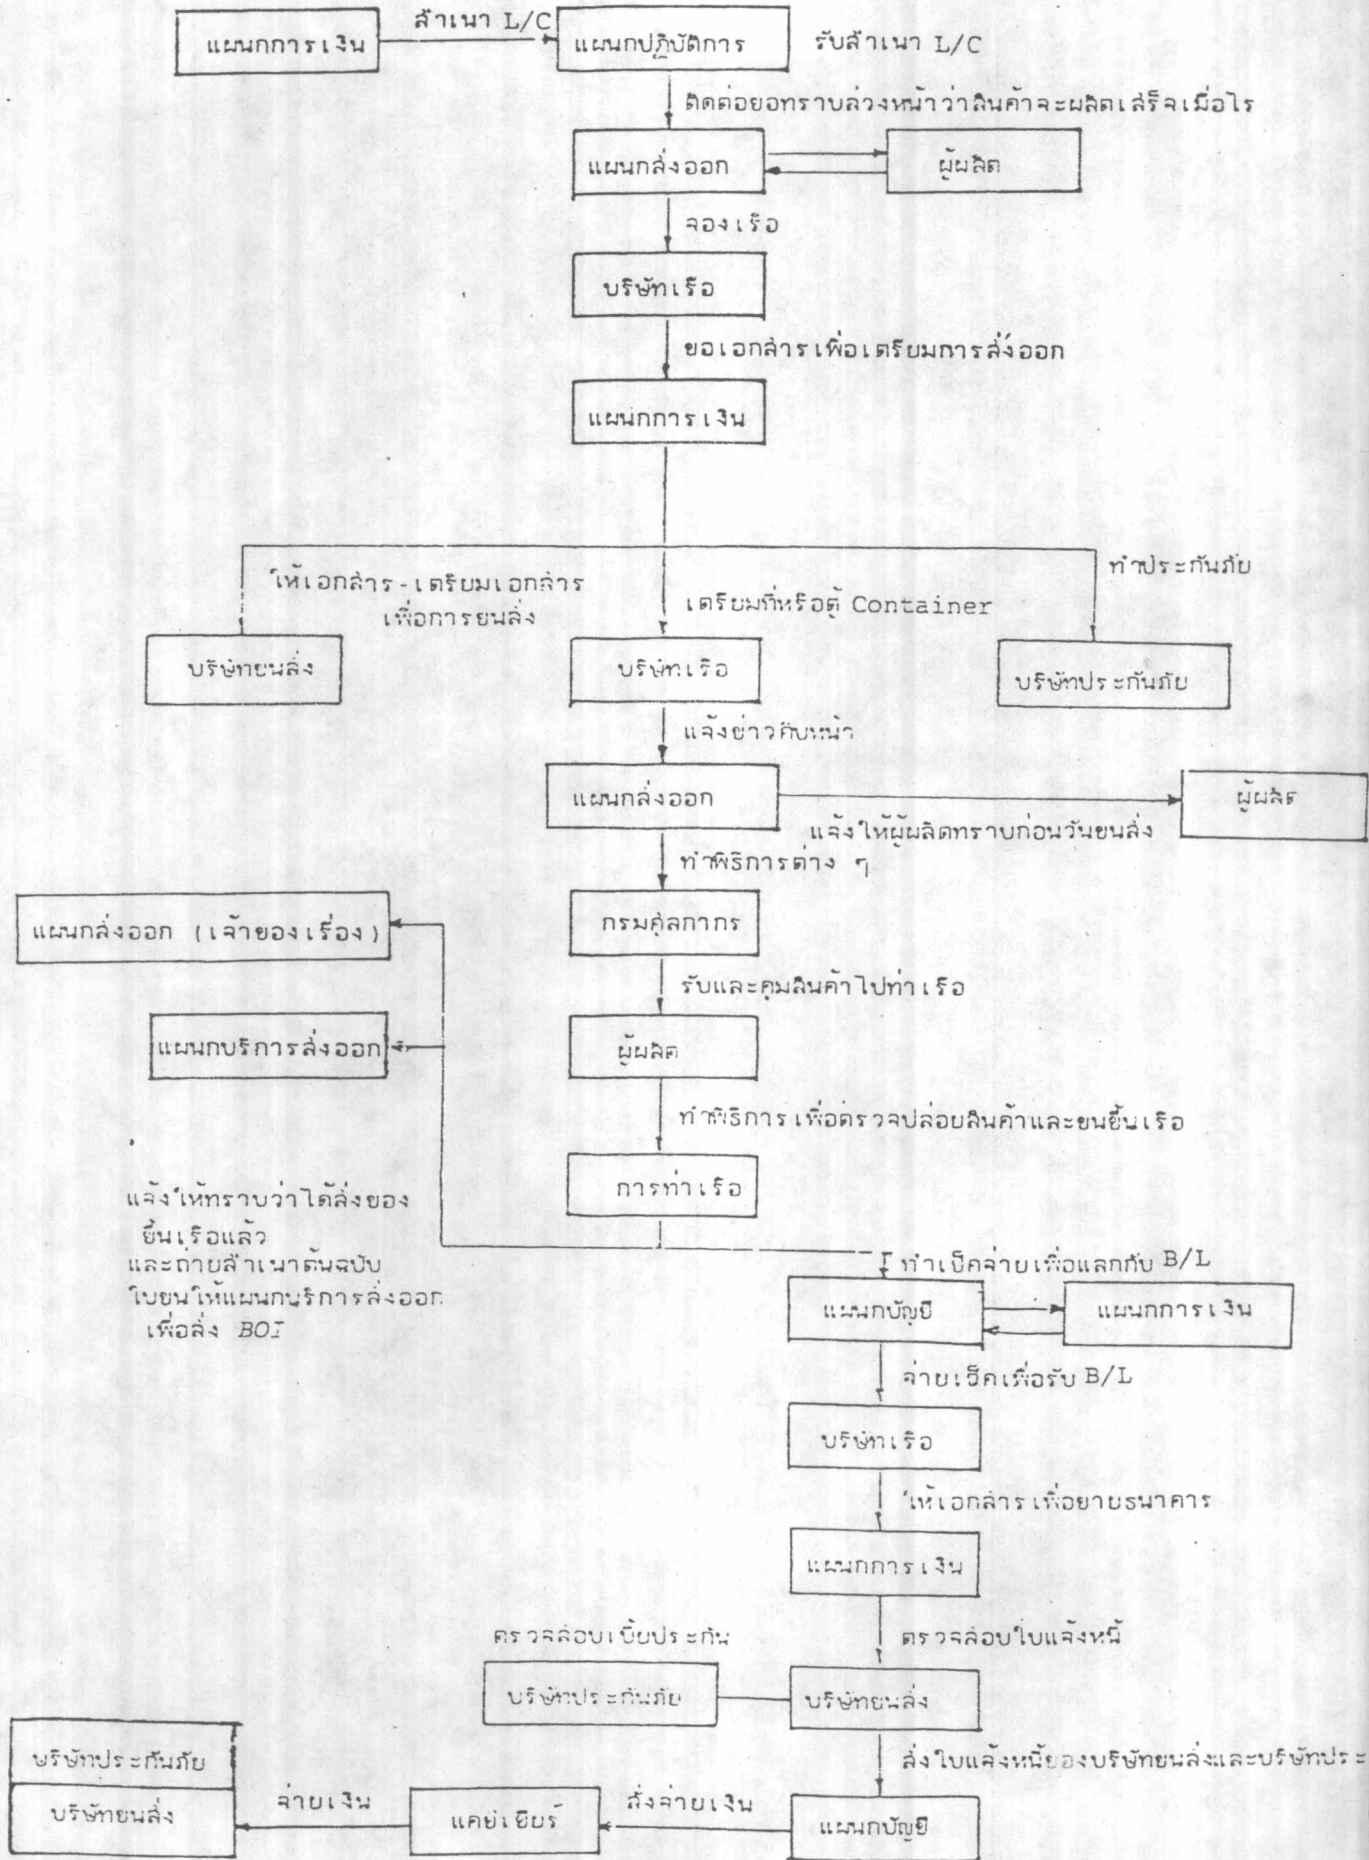 สำเนา L/C
แผนกการเงิน
แผนกปฏิบัติการ
รับสำเนา L/C
ติดต่อขอทราบล่วงหน้าว่าสินค้าจะผลิตเสร็จเมื่อไร
แผนกส่งออก
ผู้ผลิต
จองเรือ
บริษัทเรือ
ขอเอกสารเพื่อเตรียมการส่งออก
แผนกการเงิน
ทำประกันภัย
ให้เอกสาร-เตรียมเอกสาร
เพื่อการขนส่ง
เตรียมที่หรือตู้ Container
บริษัทขนส่ง
บริษัทเรือ
บริษัทประกันภัย
แจ้งข่าวคืบหน้า
แผนกส่งออก
ผู้ผลิต
แจ้งให้ผู้ผลิตทราบก่อนวันขนส่ง
ทำพิธีการต่าง ๆ
แผนกส่งออก (เจ้าของเรื่อง)
กรมศุลกากร
รับและคุมสินค้าไปท่าเรือ
แผนกบริการส่งออก
ผู้ผลิต
ทำพิธีการเพื่อตรวจปล่อยสินค้าและขนขึ้นเรือ
การท่าเรือ
แจ้งให้ทราบว่าได้ส่งของ
ขึ้นเรือแล้ว
และถ่ายสำเนาต้นฉบับ
ใบขนให้แผนกบริการส่งออก
เพื่อส่ง BOI
ทำเช็คจ่ายเพื่อแลกกับ B/L
แผนกบัญชี
แผนกการเงิน
จ่ายเช็คเพื่อรับ B/L
บริษัทเรือ
ให้เอกสารเพื่อขายธนาคาร
แผนกการเงิน
ตรวจสอบเบี้ยประกัน
ตรวจสอบใบแจ้งหนี้
บริษัทประกันภัย
บริษัทขนส่ง
ส่งใบแจ้งหนี้ของบริษัทขนส่งและบริษัทประ
บริษัทประกันภัย
บริษัทขนส่ง
จ่ายเงิน
แคชเชียร์
สั่งจ่ายเงิน
แผนกบัญชี